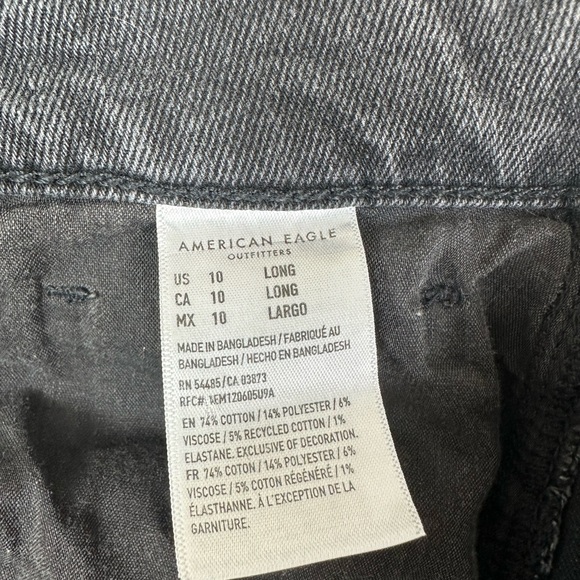 AMERICAN EAGLE
OUTFITTERS
US 10 LONG
CA 10 LONG
MX 10 LARGO
MADE IN BANGLADESH / FABRIQUÉ AU
BANGLADESH / HECHO EN BANGLADESH
RN 54485 / CA 03873
RFC#: AEM120605U9A
EN 74% COTTON / 14% POLYESTER / 6%
VISCOSE / 5% RECYCLED COTTON / 1%
ELASTANE. EXCLUSIVE OF DECORATION.
FR 74% COTON / 14% POLYESTER / 6%
VISCOSE / 5% COTON RÉGÉNÉRÉ / 1%
ÉLASTHANNE. À L'EXCEPTION DE LA
GARNITURE.